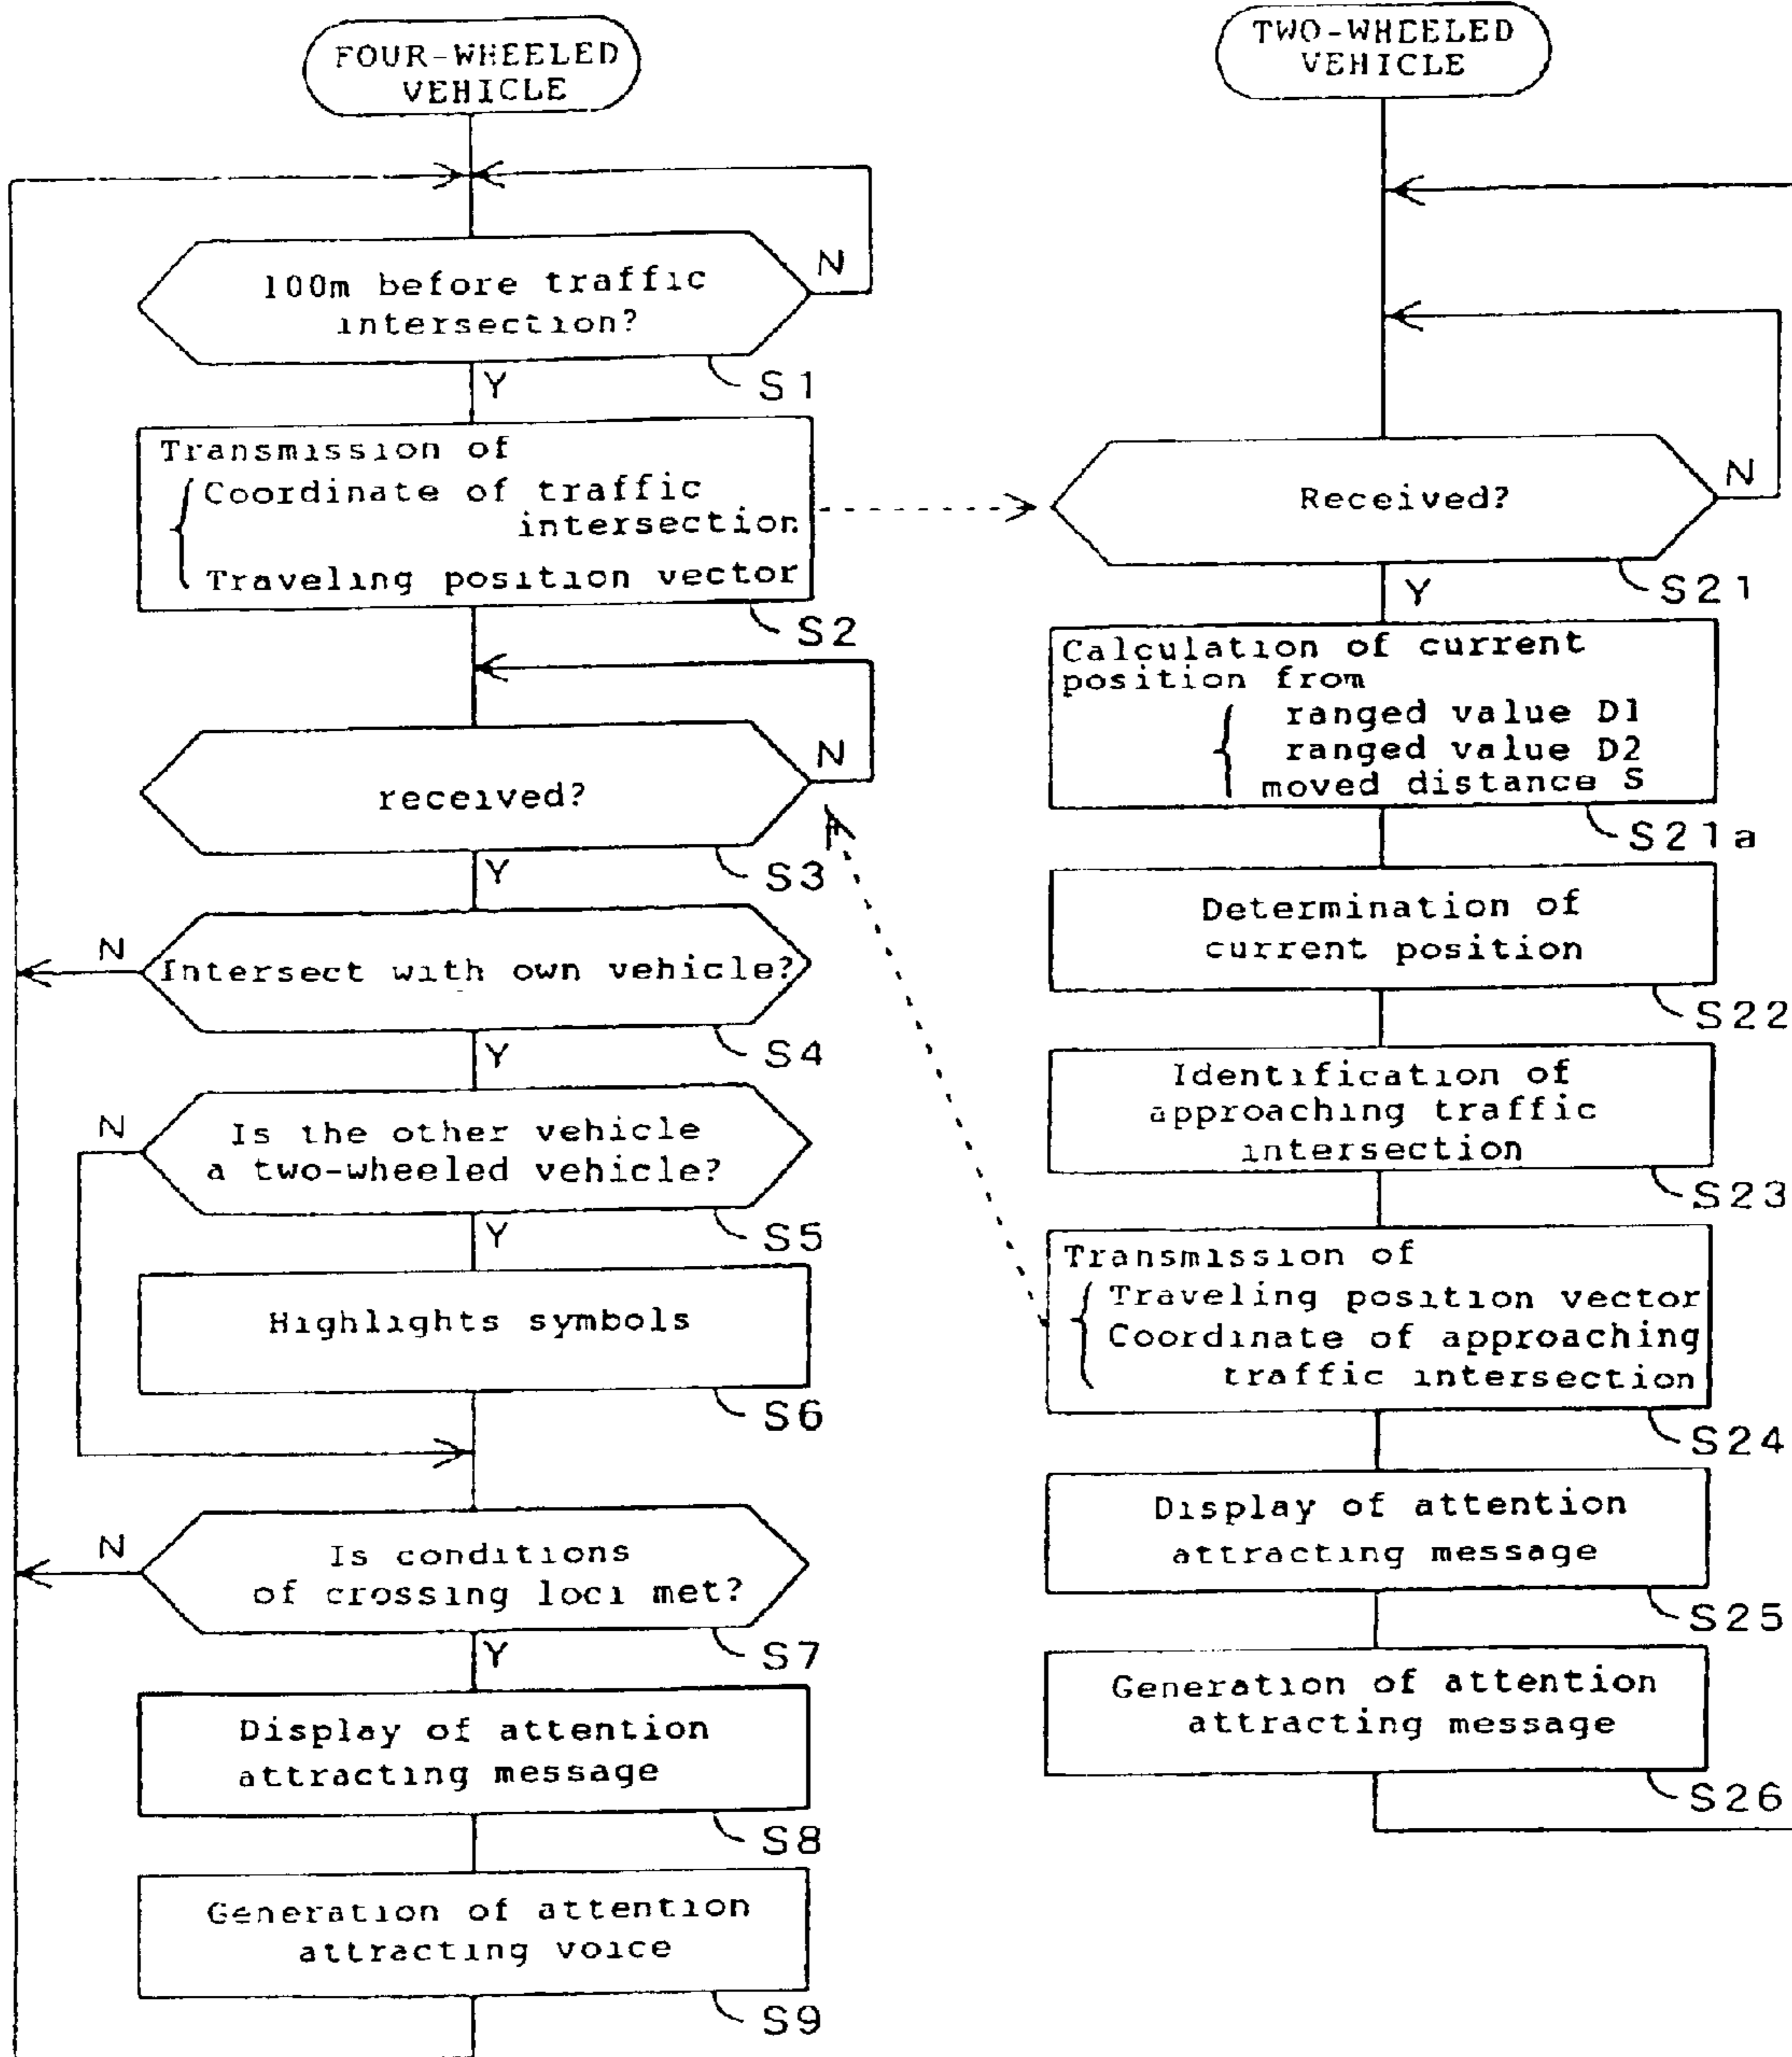 FOUR-WHEELED
VEHICLE
100m before traffic
intersection?
N
Y
S1
Transmission of
Coordinate of traffic
intersection
Traveling position vector
S2
received?
N
Y
S3
Intersect with own vehicle?
N
Y
S4
Is the other vehicle
a two-wheeled vehicle?
N
Y
S5
Highlights symbols
S6
Is conditions
of crossing loci met?
N
Y
S7
Display of attention
attracting message
S8
Generation of attention
attracting voice
S9
TWO-WHEELED
VEHICLE
Received?
N
Y
S21
Calculation of current
position from
ranged value D1
ranged value D2
moved distance S
S21a
Determination of
current position
S22
Identification of
approaching traffic
intersection
S23
Transmission of
Traveling position vector
Coordinate of approaching
traffic intersection
S24
Display of attention
attracting message
S25
Generation of attention
attracting message
S26